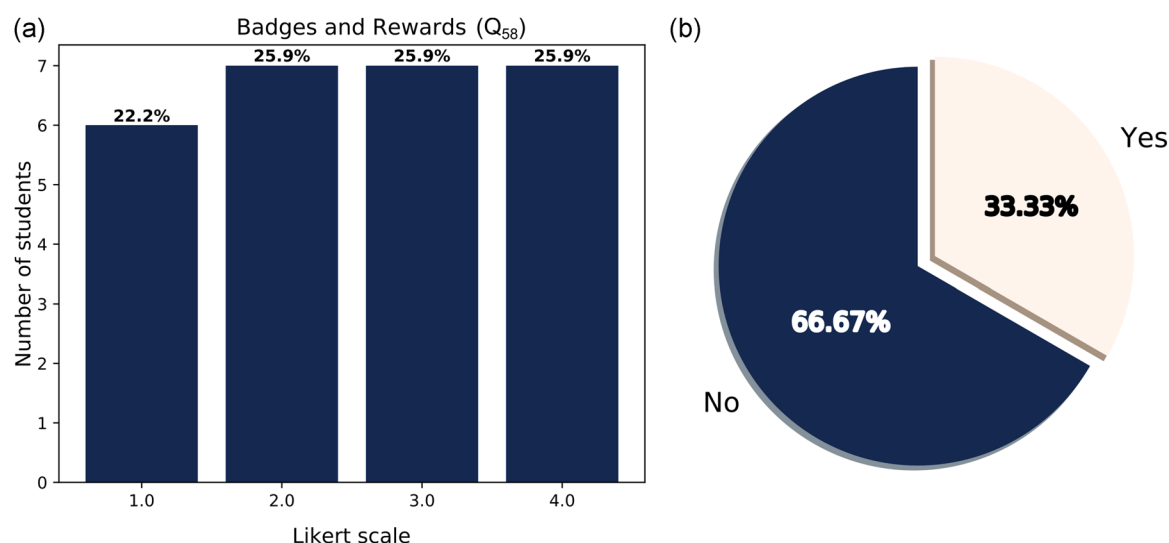 (a)
Badges and Rewards (Q₅₈)
Number of students
7
6
5
4
3
2
1
0
22.2%
25.9%
25.9%
25.9%
1.0 2.0 3.0 4.0
Likert scale
(b)
Yes
33.33%
66.67%
No